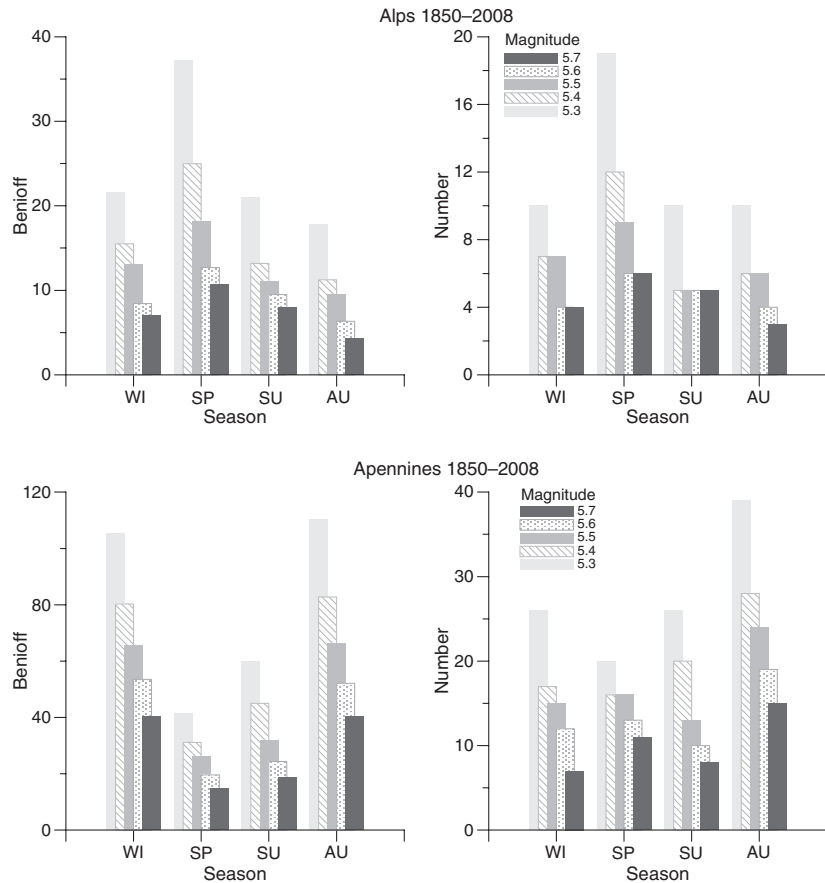 Alps 1850–2008
40
30
20
10
0
Benioff
WI SP SU AU
Season
20
16
12
8
4
0
Number
Magnitude
5.7
5.6
5.5
5.4
5.3
WI SP SU AU
Season
Apennines 1850–2008
120
80
40
0
Benioff
WI SP SU AU
Season
40
30
20
10
0
Number
Magnitude
5.7
5.6
5.5
5.4
5.3
WI SP SU AU
Season